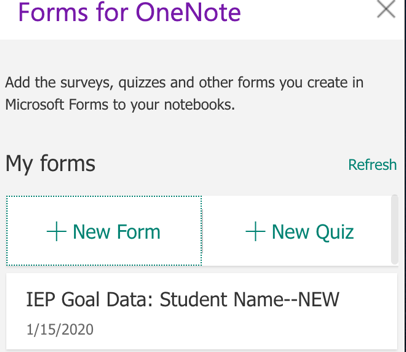 Forms for OneNote
Add the surveys, quizzes and other forms you create in
Microsoft Forms to your notebooks.
My forms
Refresh
+ New Form
+ New Quiz
IEP Goal Data: Student Name--NEW
1/15/2020